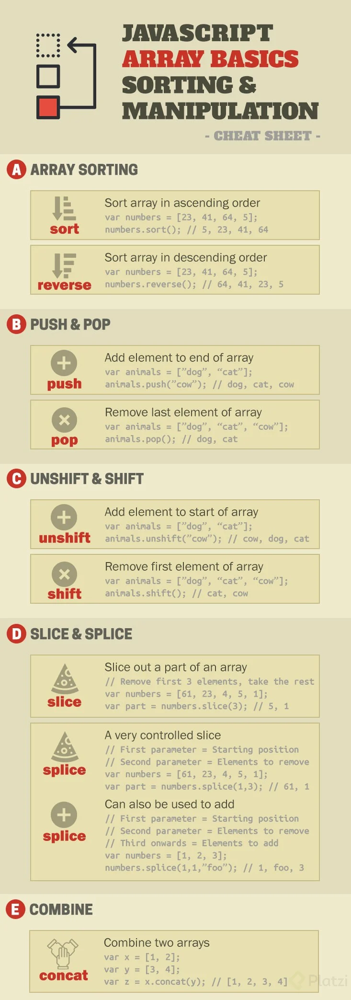 JAVASCRIPT
ARRAY BASICS
SORTING &
MANIPULATION
- CHEAT SHEET -
A ARRAY SORTING
sort
Sort array in ascending order
var numbers = [23, 41, 64, 5];
numbers.sort(); // 5, 23, 41, 64
reverse
Sort array in descending order
var numbers = [23, 41, 64, 5];
numbers.reverse(); // 64, 41, 23, 5
B PUSH & POP
push
Add element to end of array
var animals = [”dog”, “cat”];
animals.push(”cow”); // dog, cat, cow
pop
Remove last element of array
var animals = [”dog”, “cat”, “cow”];
animals.pop(); // dog, cat
C UNSHIFT & SHIFT
unshift
Add element to start of array
var animals = [”dog”, “cat”];
animals.unshift(”cow”); // cow, dog, cat
shift
Remove first element of array
var animals = [”dog”, “cat”, “cow”];
animals.shift(); // cat, cow
D SLICE & SPLICE
slice
Slice out a part of an array
// Remove first 3 elements, take the rest
var numbers = [61, 23, 4, 5, 1];
var part = numbers.slice(3); // 5, 1
splice
A very controlled slice
// First parameter = Starting position
// Second parameter = Elements to remove
var numbers = [61, 23, 4, 5, 1];
var part = numbers.splice(1,3); // 61, 1
splice
Can also be used to add
// First parameter = Starting position
// Second parameter = Elements to remove
// Third onwards = Elements to add
var numbers = [1, 2, 3];
numbers.splice(1,1,”foo”); // 1, foo, 3
E COMBINE
concat
Combine two arrays
var x = [1, 2];
var y = [3, 4];
var z = x.concat(y); // [1, 2, 3, 4]
Platzi